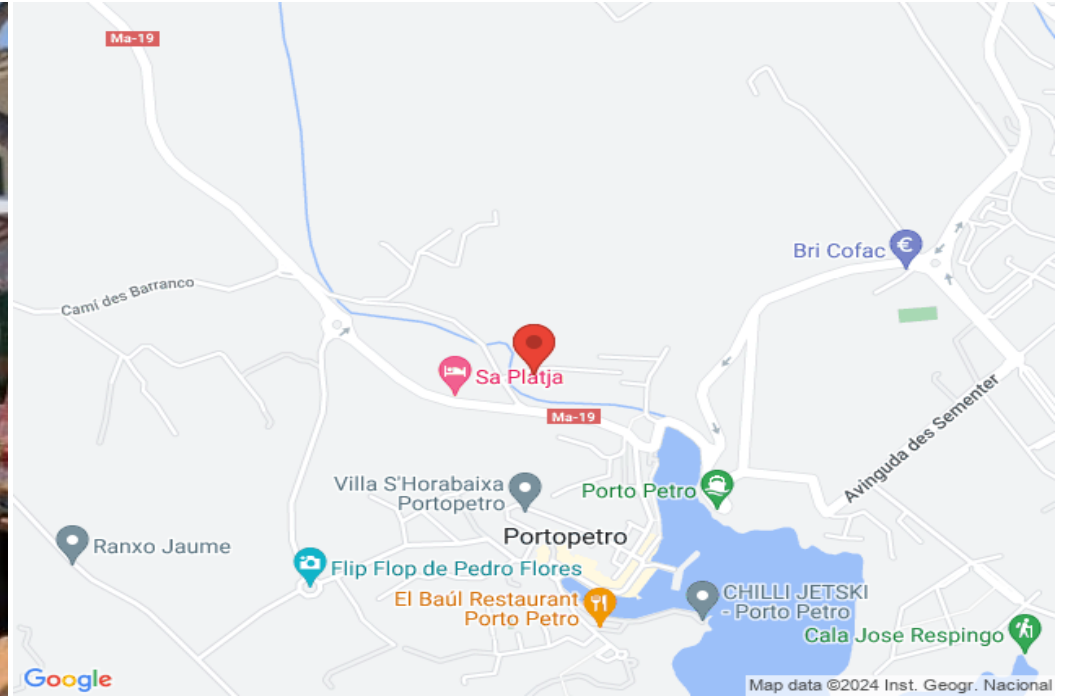 Ma-19
Bri Cofac
Camí des Barranco
Sa Platja
Ma-19
Avinguda des Sementer
Villa S'Horabaixa
Portopetro
Porto Petro
Portopetro
Ranxo Jaume
Flip Flop de Pedro Flores
El Baúl Restaurant
Porto Petro
CHILLI JETSKI
- Porto Petro
Cala Jose Respingo
Google
Map data ©2024 Inst. Geogr. Nacional